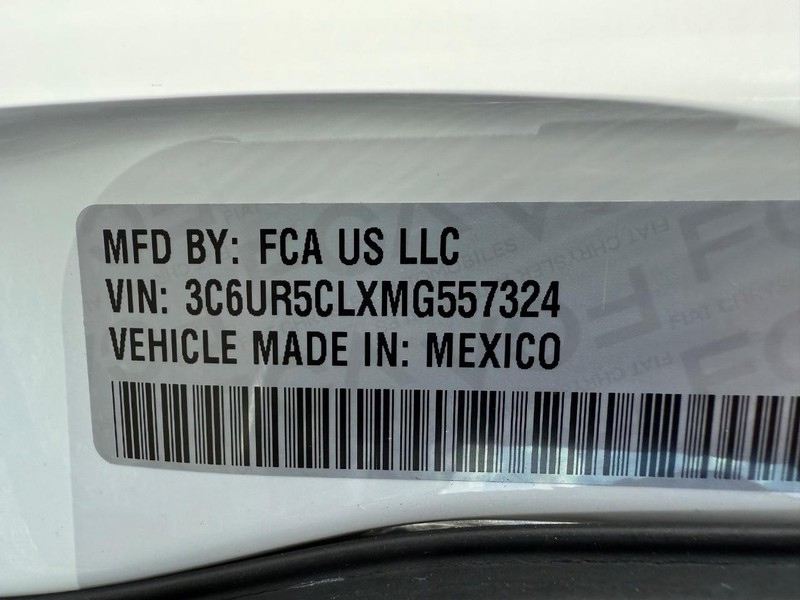 MFD BY: FCA US LLC
VIN: 3C6UR5CLXMG557324
VEHICLE MADE IN: MEXICO